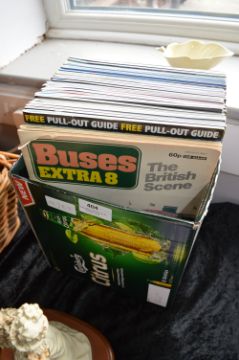 FREE PULL-OUT GUIDE FREE PULL-OUT GUIDE
Buses
EXTRA 8
60p
The
British
Scene
404
citrus